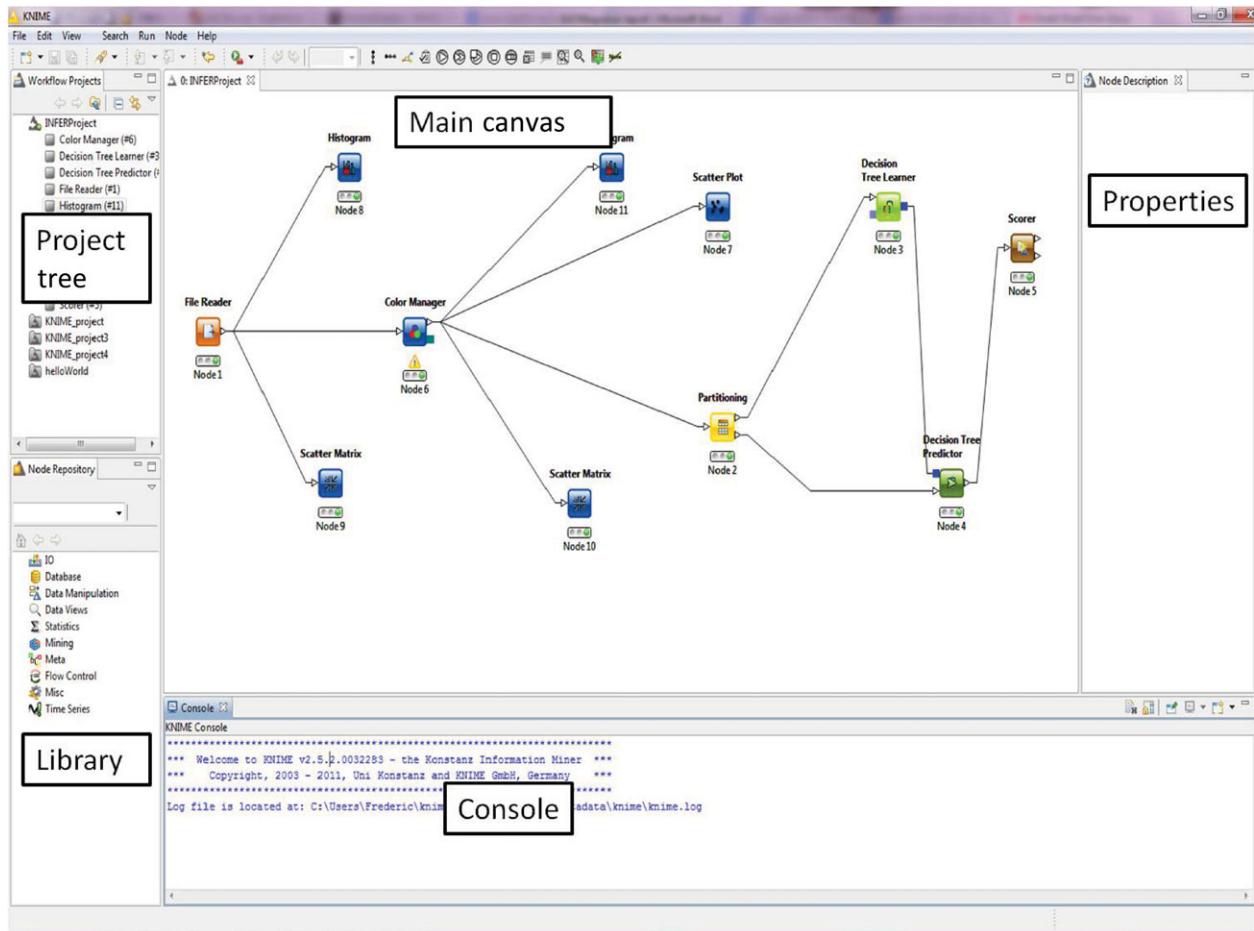 KNIME
File Edit View Search Run Node Help
Workflow Projects
INFERProject
Color Manager (#6)
Decision Tree Learner (#3
Decision Tree Predictor (#
File Reader (#1)
Histogram (#11)
Project
tree
Scorer (#5)
KNIME_project
KNIME_project3
KNIME_project4
helloWorld
Node Repository
IO
Database
Data Manipulation
Data Views
Statistics
Mining
Meta
Flow Control
Misc
Time Series
Library
0: INFERProject
Main canvas
Histogram
Node 8
gram
Node 11
Scatter Plot
Node 7
Decision
Tree Learner
Node 3
Scorer
Node 5
File Reader
Node 1
Color Manager
Node 6
Partitioning
Node 2
Decision Tree
Predictor
Node 4
Scatter Matrix
Node 9
Scatter Matrix
Node 10
Node Description
Properties
Console
KNIME Console
***************************************************************************
*** Welcome to KNIME v2.5.2.0032283 - the Konstanz Information Miner ***
*** Copyright, 2003 - 2011, Uni Konstanz and KNIME GmbH, Germany ***
***************************************************************************
Log file is located at: C:\Users\Frederic\knim adata\knime\knime.log
Console